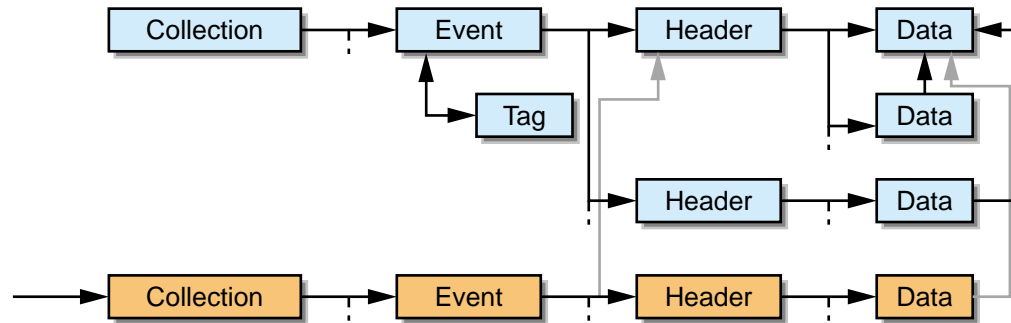 Collection Event Header Data
Tag Data
Header Data
Collection Event Header Data